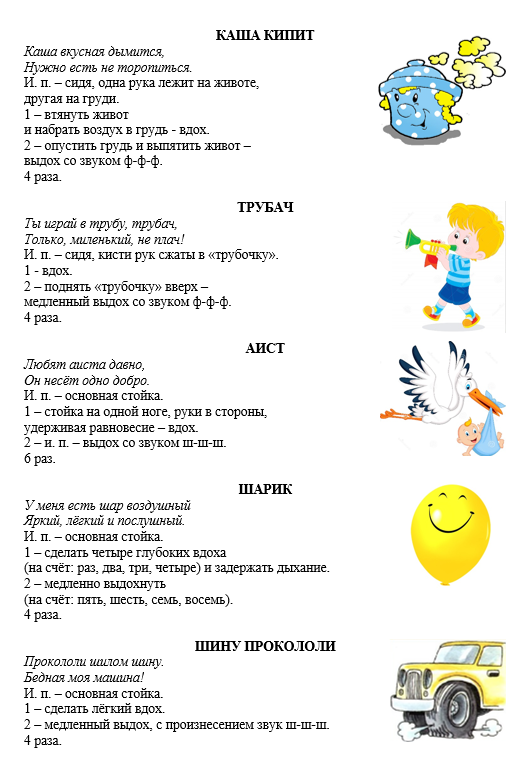 КАША КИПИТ
Каша вкусная дымится,
Нужно есть не торопиться.
И. п. – сидя, одна рука лежит на животе,
другая на груди.
1 – втянуть живот
и набрать воздух в грудь - вдох.
2 – опустить грудь и выпятить живот –
выдох со звуком ф-ф-ф.
4 раза.
ТРУБАЧ
Ты играй в трубу, трубач,
Только, миленький, не плач!
И. п. – сидя, кисти рук сжаты в «трубочку».
1 - вдох.
2 – поднять «трубочку» вверх –
медленный выдох со звуком ф-ф-ф.
4 раза.
АИСТ
Любят аиста давно,
Он несёт одно добро.
И. п. – основная стойка.
1 – стойка на одной ноге, руки в стороны,
удерживая равновесие – вдох.
2 – и. п. – выдох со звуком ш-ш-ш.
6 раз.
ШАРИК
У меня есть шар воздушный
Яркий, лёгкий и послушный.
И. п. – основная стойка.
1 – сделать четыре глубоких вдоха
(на счёт: раз, два, три, четыре) и задержать дыхание.
2 – медленно выдохнуть
(на счёт: пять, шесть, семь, восемь).
4 раза.
ШИНУ ПРОКОЛОЛИ
Прокололи шилом шину.
Бедная моя машина!
И. п. – основная стойка.
1 – сделать лёгкий вдох.
2 – медленный выдох, с произнесением звук ш-ш-ш.
4 раза.